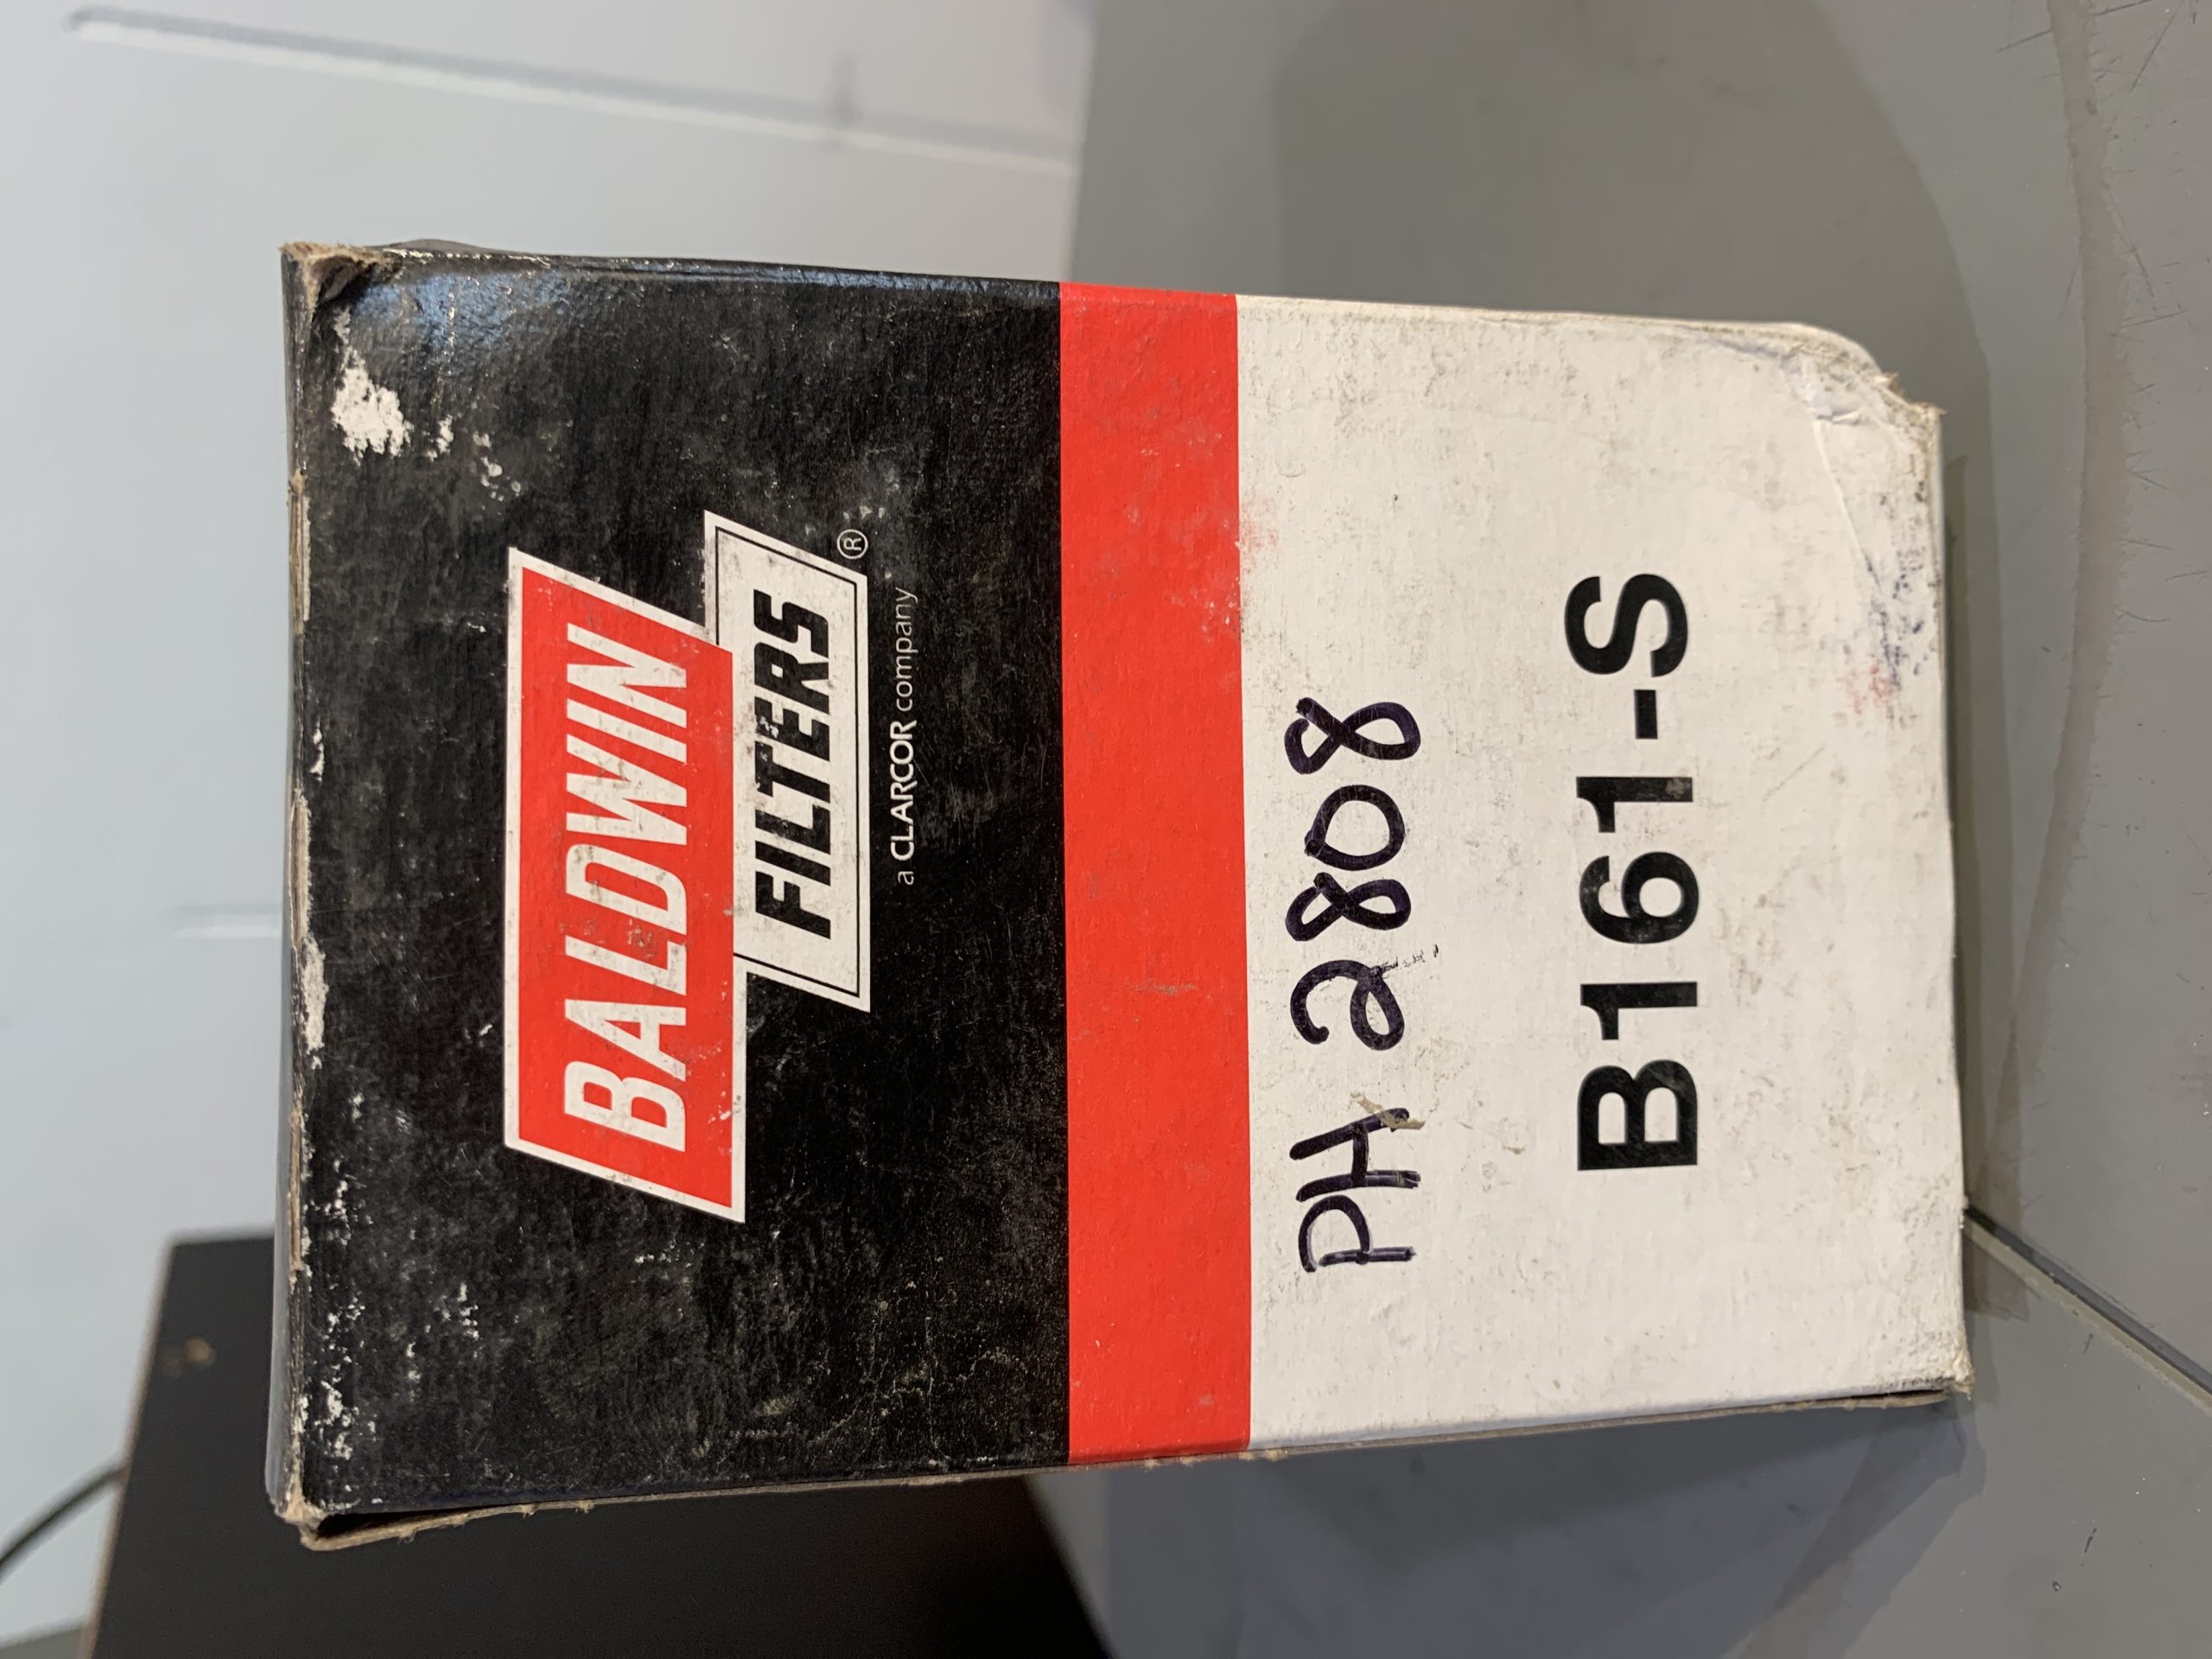 BALDWIN
FILTERS®
a CLARCOR company
PH 2808
B161-S